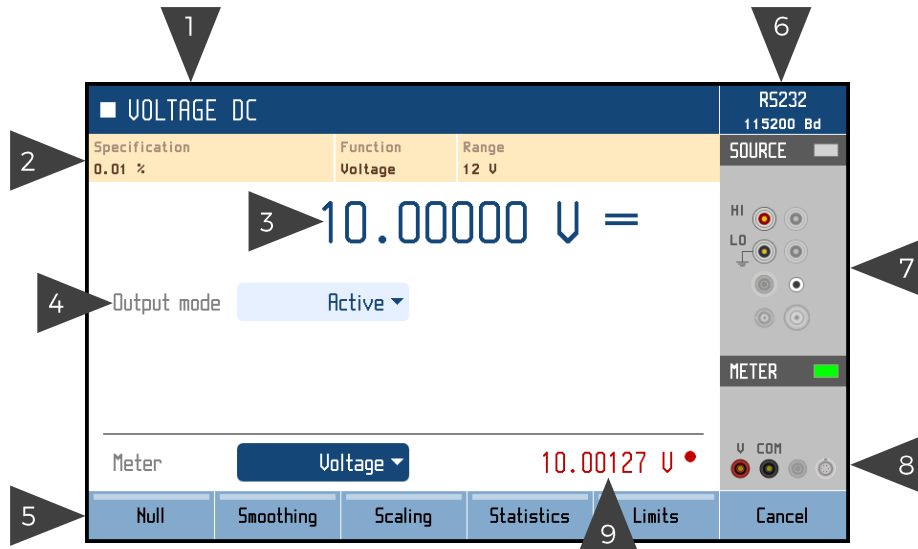 1
6
VOLTAGE DC
RS232
115200 Bd
2
Specification
0.01 %
Function
Voltage
Range
12 V
SOURCE
3
10.00000 V =
HI
LO
7
4
Output mode
Active
METER
Meter
Voltage
10.00127 V
V COM
8
5
Null
Smoothing
Scaling
Statistics
9
Limits
Cancel